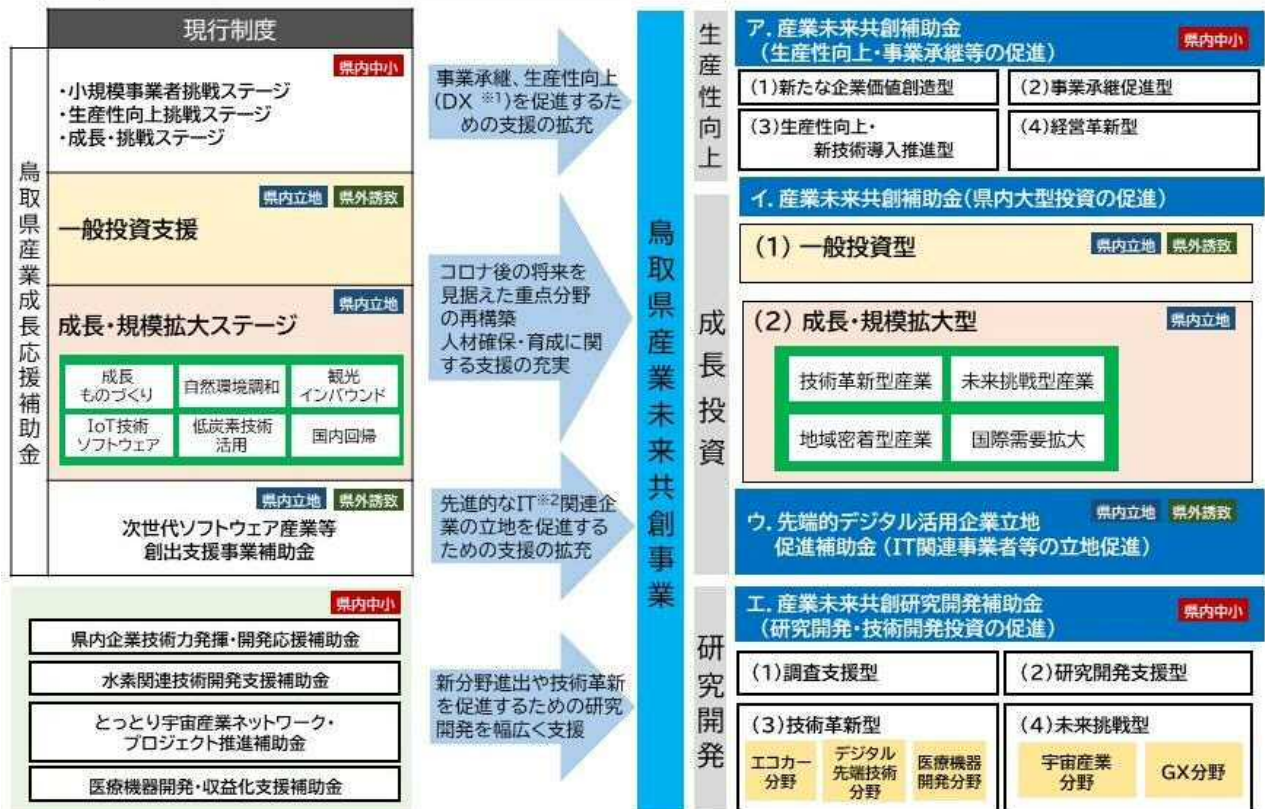 現行制度
鳥取県産業成長応援補助金
県内中小
・小規模事業者挑戦ステージ
・生産性向上挑戦ステージ
・成長・挑戦ステージ
県内立地 県外誘致
一般投資支援
県内立地
成長・規模拡大ステージ
成長
ものづくり
自然環境調和
観光
インバウンド
IoT技術
ソフトウェア
低炭素技術
活用
国内回帰
県内立地 県外誘致
次世代ソフトウェア産業等
創出支援事業補助金
県内中小
県内企業技術力発揮・開発応援補助金
水素関連技術開発支援補助金
とっとり宇宙産業ネットワーク・
プロジェクト推進補助金
医療機器開発・収益化支援補助金
事業承継、生産性向上
(DX ※1)を促進するた
めの支援の拡充
コロナ後の将来を
見据えた重点分野
の再構築
人材確保・育成に関
する支援の充実
先進的なIT※2関連企
業の立地を促進する
ための支援の拡充
新分野進出や技術革新
を促進するための研究
開発を幅広く支援
鳥取県産業未来共創事業
生産性向上
ア．産業未来共創補助金
(生産性向上・事業承継等の促進)
県内中小
(1)新たな企業価値創造型
(2)事業承継促進型
(3)生産性向上・
新技術導入推進型
(4)経営革新型
成長投資
イ．産業未来共創補助金(県内大型投資の促進)
(1) 一般投資型
県内立地 県外誘致
(2) 成長・規模拡大型
県内立地
技術革新型産業
未来挑戦型産業
地域密着型産業
国際需要拡大
ウ．先端的デジタル活用企業立地
促進補助金 (IT関連事業者等の立地促進)
県内立地 県外誘致
研究開発
エ．産業未来共創研究開発補助金
(研究開発・技術開発投資の促進)
県内中小
(1)調査支援型
(2)研究開発支援型
(3)技術革新型
エコカー
分野
デジタル
先端技術
分野
医療機器
開発分野
(4)未来挑戦型
宇宙産業
分野
GX分野